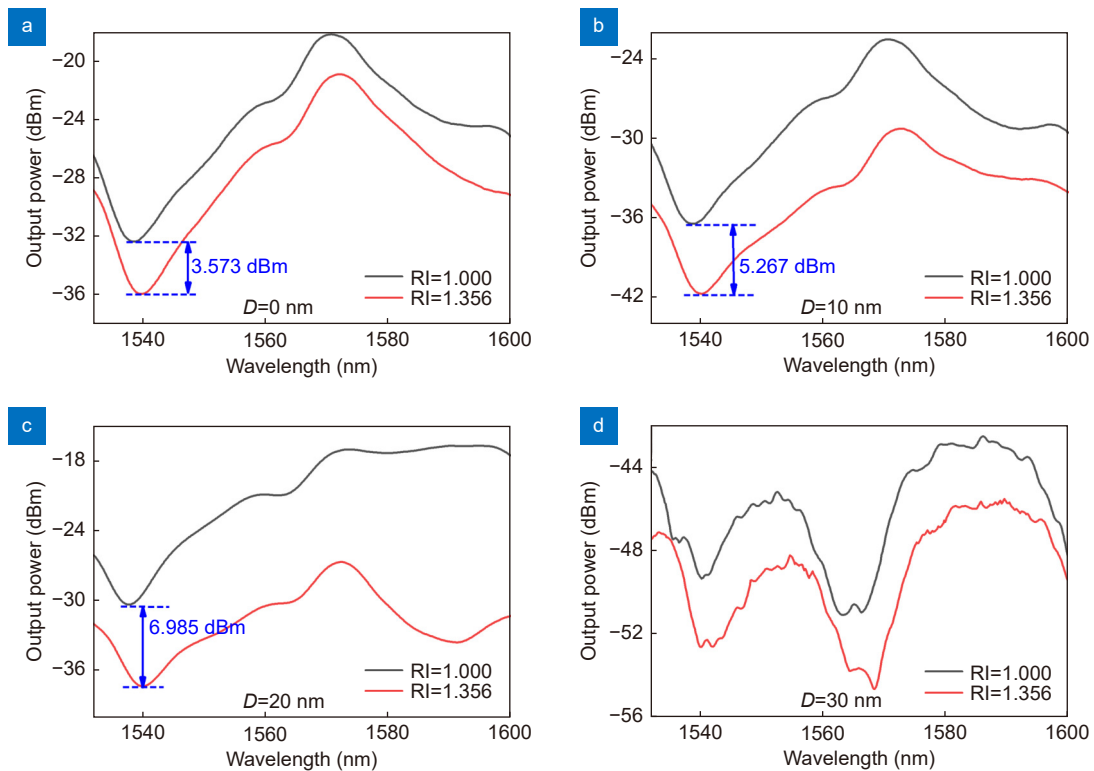 a
Output power (dBm)
−20
−24
−28
−32
−36
3.573 dBm
RI=1.000
RI=1.356
D=0 nm
1540
1560
1580
1600
Wavelength (nm)
b
Output power (dBm)
−24
−30
−36
−42
5.267 dBm
RI=1.000
RI=1.356
D=10 nm
1540
1560
1580
1600
Wavelength (nm)
c
Output power (dBm)
−18
−24
−30
−36
6.985 dBm
RI=1.000
RI=1.356
D=20 nm
1540
1560
1580
1600
Wavelength (nm)
d
Output power (dBm)
−44
−48
−52
−56
RI=1.000
RI=1.356
D=30 nm
1540
1560
1580
1600
Wavelength (nm)